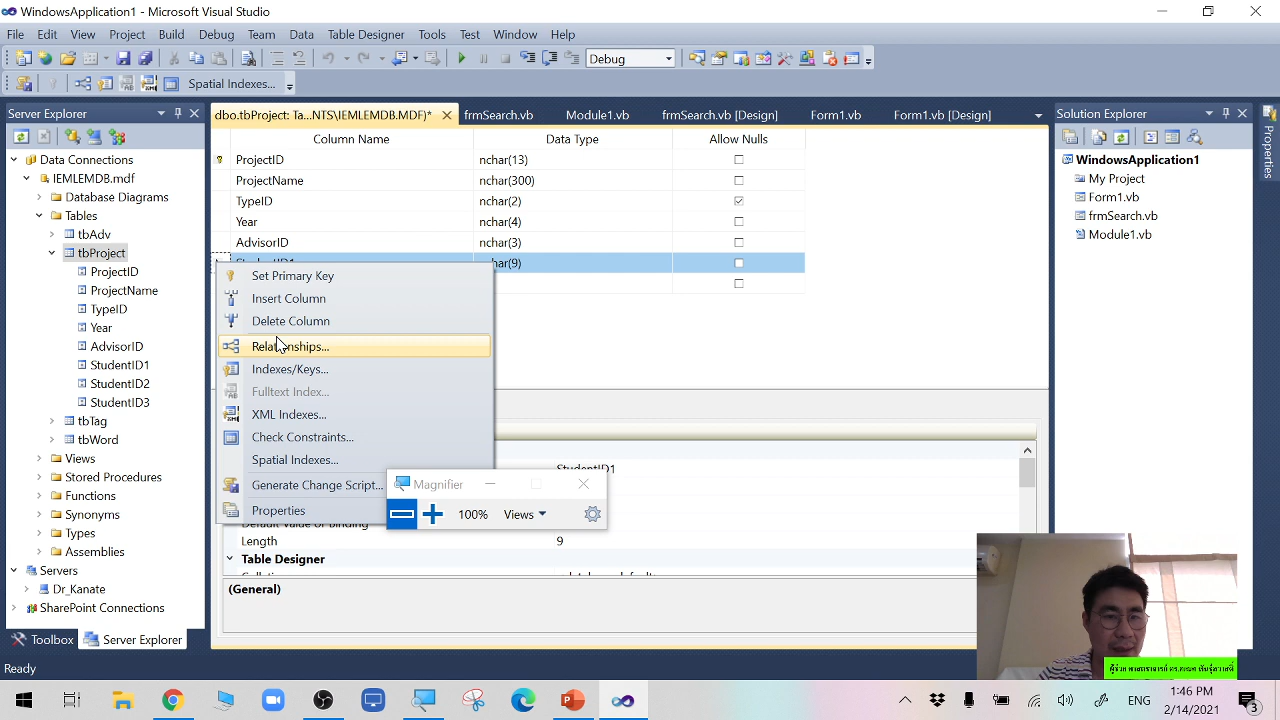 WindowsApplication1 - Microsoft Visual Studio
File Edit View Project Build Debug Team Data Table Designer Tools Test Window Help
Debug
Spatial Indexes...
Server Explorer
dbo.tbProject: Ta...NTS\IEMLEMDB.MDF)* frmSearch.vb Module1.vb frmSearch.vb [Design] Form1.vb Form1.vb [Design]
Solution Explorer
Properties
Data Connections
IEMLEMDB.mdf
Database Diagrams
Tables
tbAdv
tbProject
ProjectID
ProjectName
TypeID
Year
AdvisorID
StudentID1
StudentID2
StudentID3
tbTag
tbWord
Views
Stored Procedures
Functions
Synonyms
Types
Assemblies
Servers
Dr_Kanate
SharePoint Connections
Toolbox Server Explorer
Column Name Data Type Allow Nulls
ProjectID nchar(13)
ProjectName nchar(300)
TypeID nchar(2)
Year nchar(4)
AdvisorID nchar(3)
StudentID1 nchar(9)
Set Primary Key
Insert Column
Delete Column
Relationships...
Indexes/Keys...
Fulltext Index...
XML Indexes...
Check Constraints...
Spatial Indexes...
Generate Change Script...
Properties
Magnifier
100% Views
StudentID1
Default Value or Binding
Length 9
Table Designer
(General)
WindowsApplication1
My Project
Form1.vb
frmSearch.vb
Module1.vb
Ready
ENG
1:46 PM
2/14/2021
3